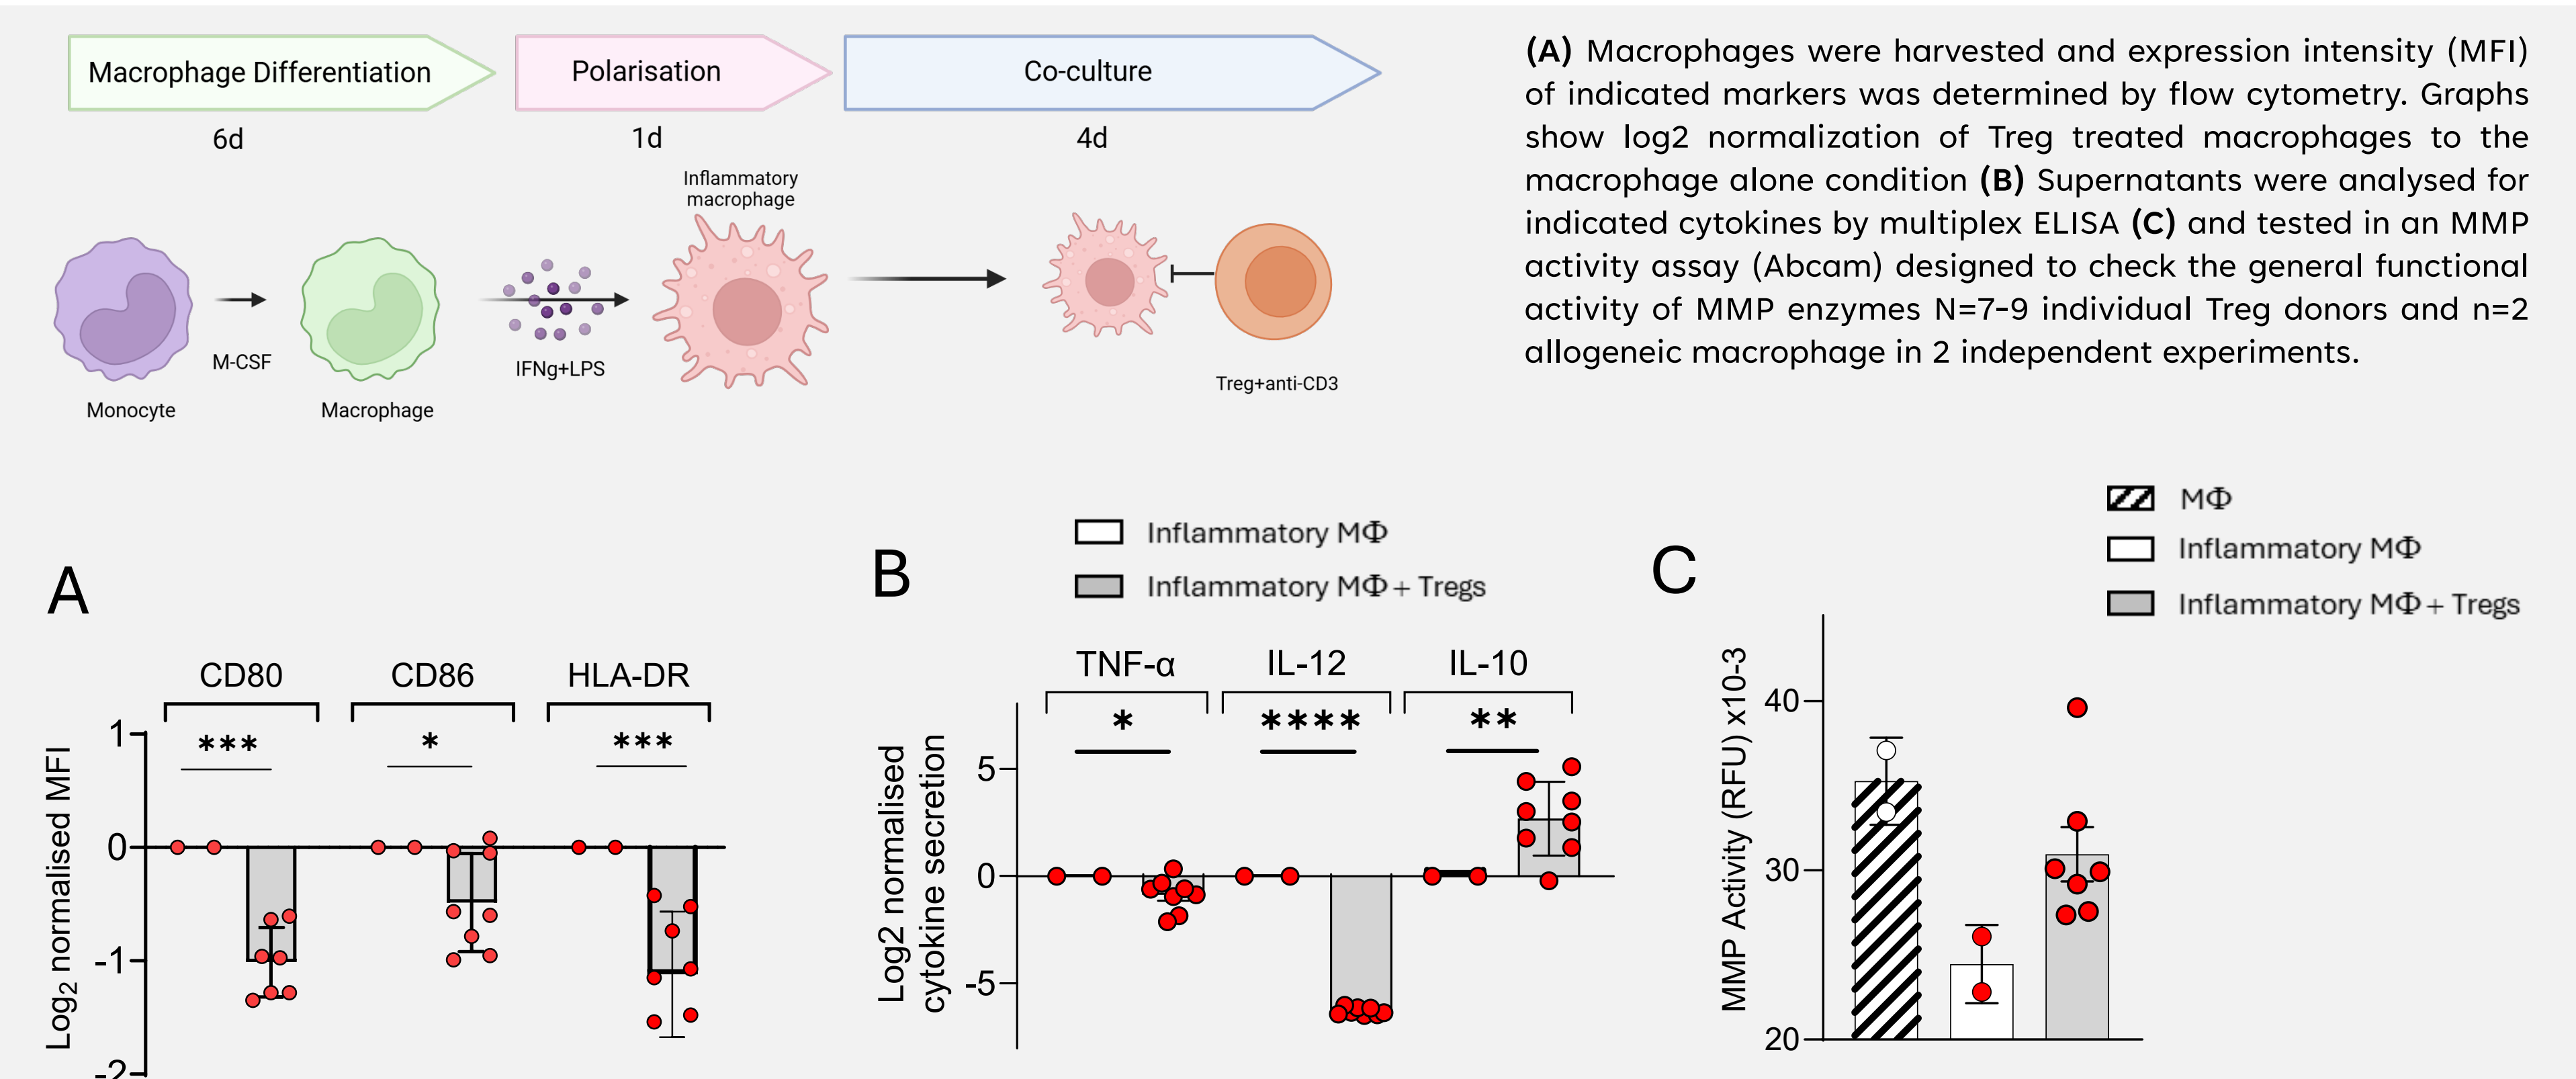 Macrophage Differentiation
Polarisation
Co-culture
6d
1d
4d
Inflammatory
macrophage
M-CSF
IFNg+LPS
Treg+anti-CD3
Monocyte
Macrophage
(A) Macrophages were harvested and expression intensity (MFI)
of indicated markers was determined by flow cytometry. Graphs
show log2 normalization of Treg treated macrophages to the
macrophage alone condition (B) Supernatants were analysed for
indicated cytokines by multiplex ELISA (C) and tested in an MMP
activity assay (Abcam) designed to check the general functional
activity of MMP enzymes N=7-9 individual Treg donors and n=2
allogeneic macrophage in 2 independent experiments.
A
CD80
CD86
HLA-DR
***
*
***
Log₂ normalised MFI
1
0
-1
-2
B
Inflammatory MΦ
Inflammatory MΦ + Tregs
TNF-α
IL-12
IL-10
*
****
**
Log2 normalised
cytokine secretion
5
0
-5
C
MΦ
Inflammatory MΦ
Inflammatory MΦ + Tregs
MMP Activity (RFU) x10-3
40
30
20